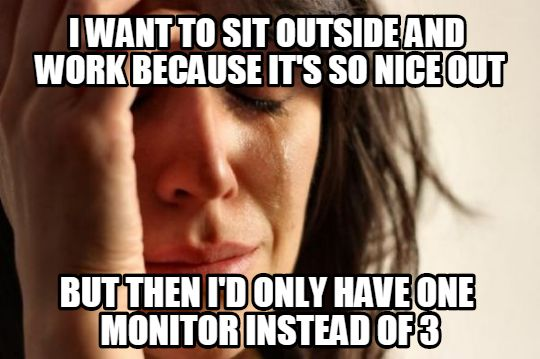 I WANT TO SIT OUTSIDE AND
WORK BECAUSE IT'S SO NICE OUT
BUT THEN I'D ONLY HAVE ONE
MONITOR INSTEAD OF 3